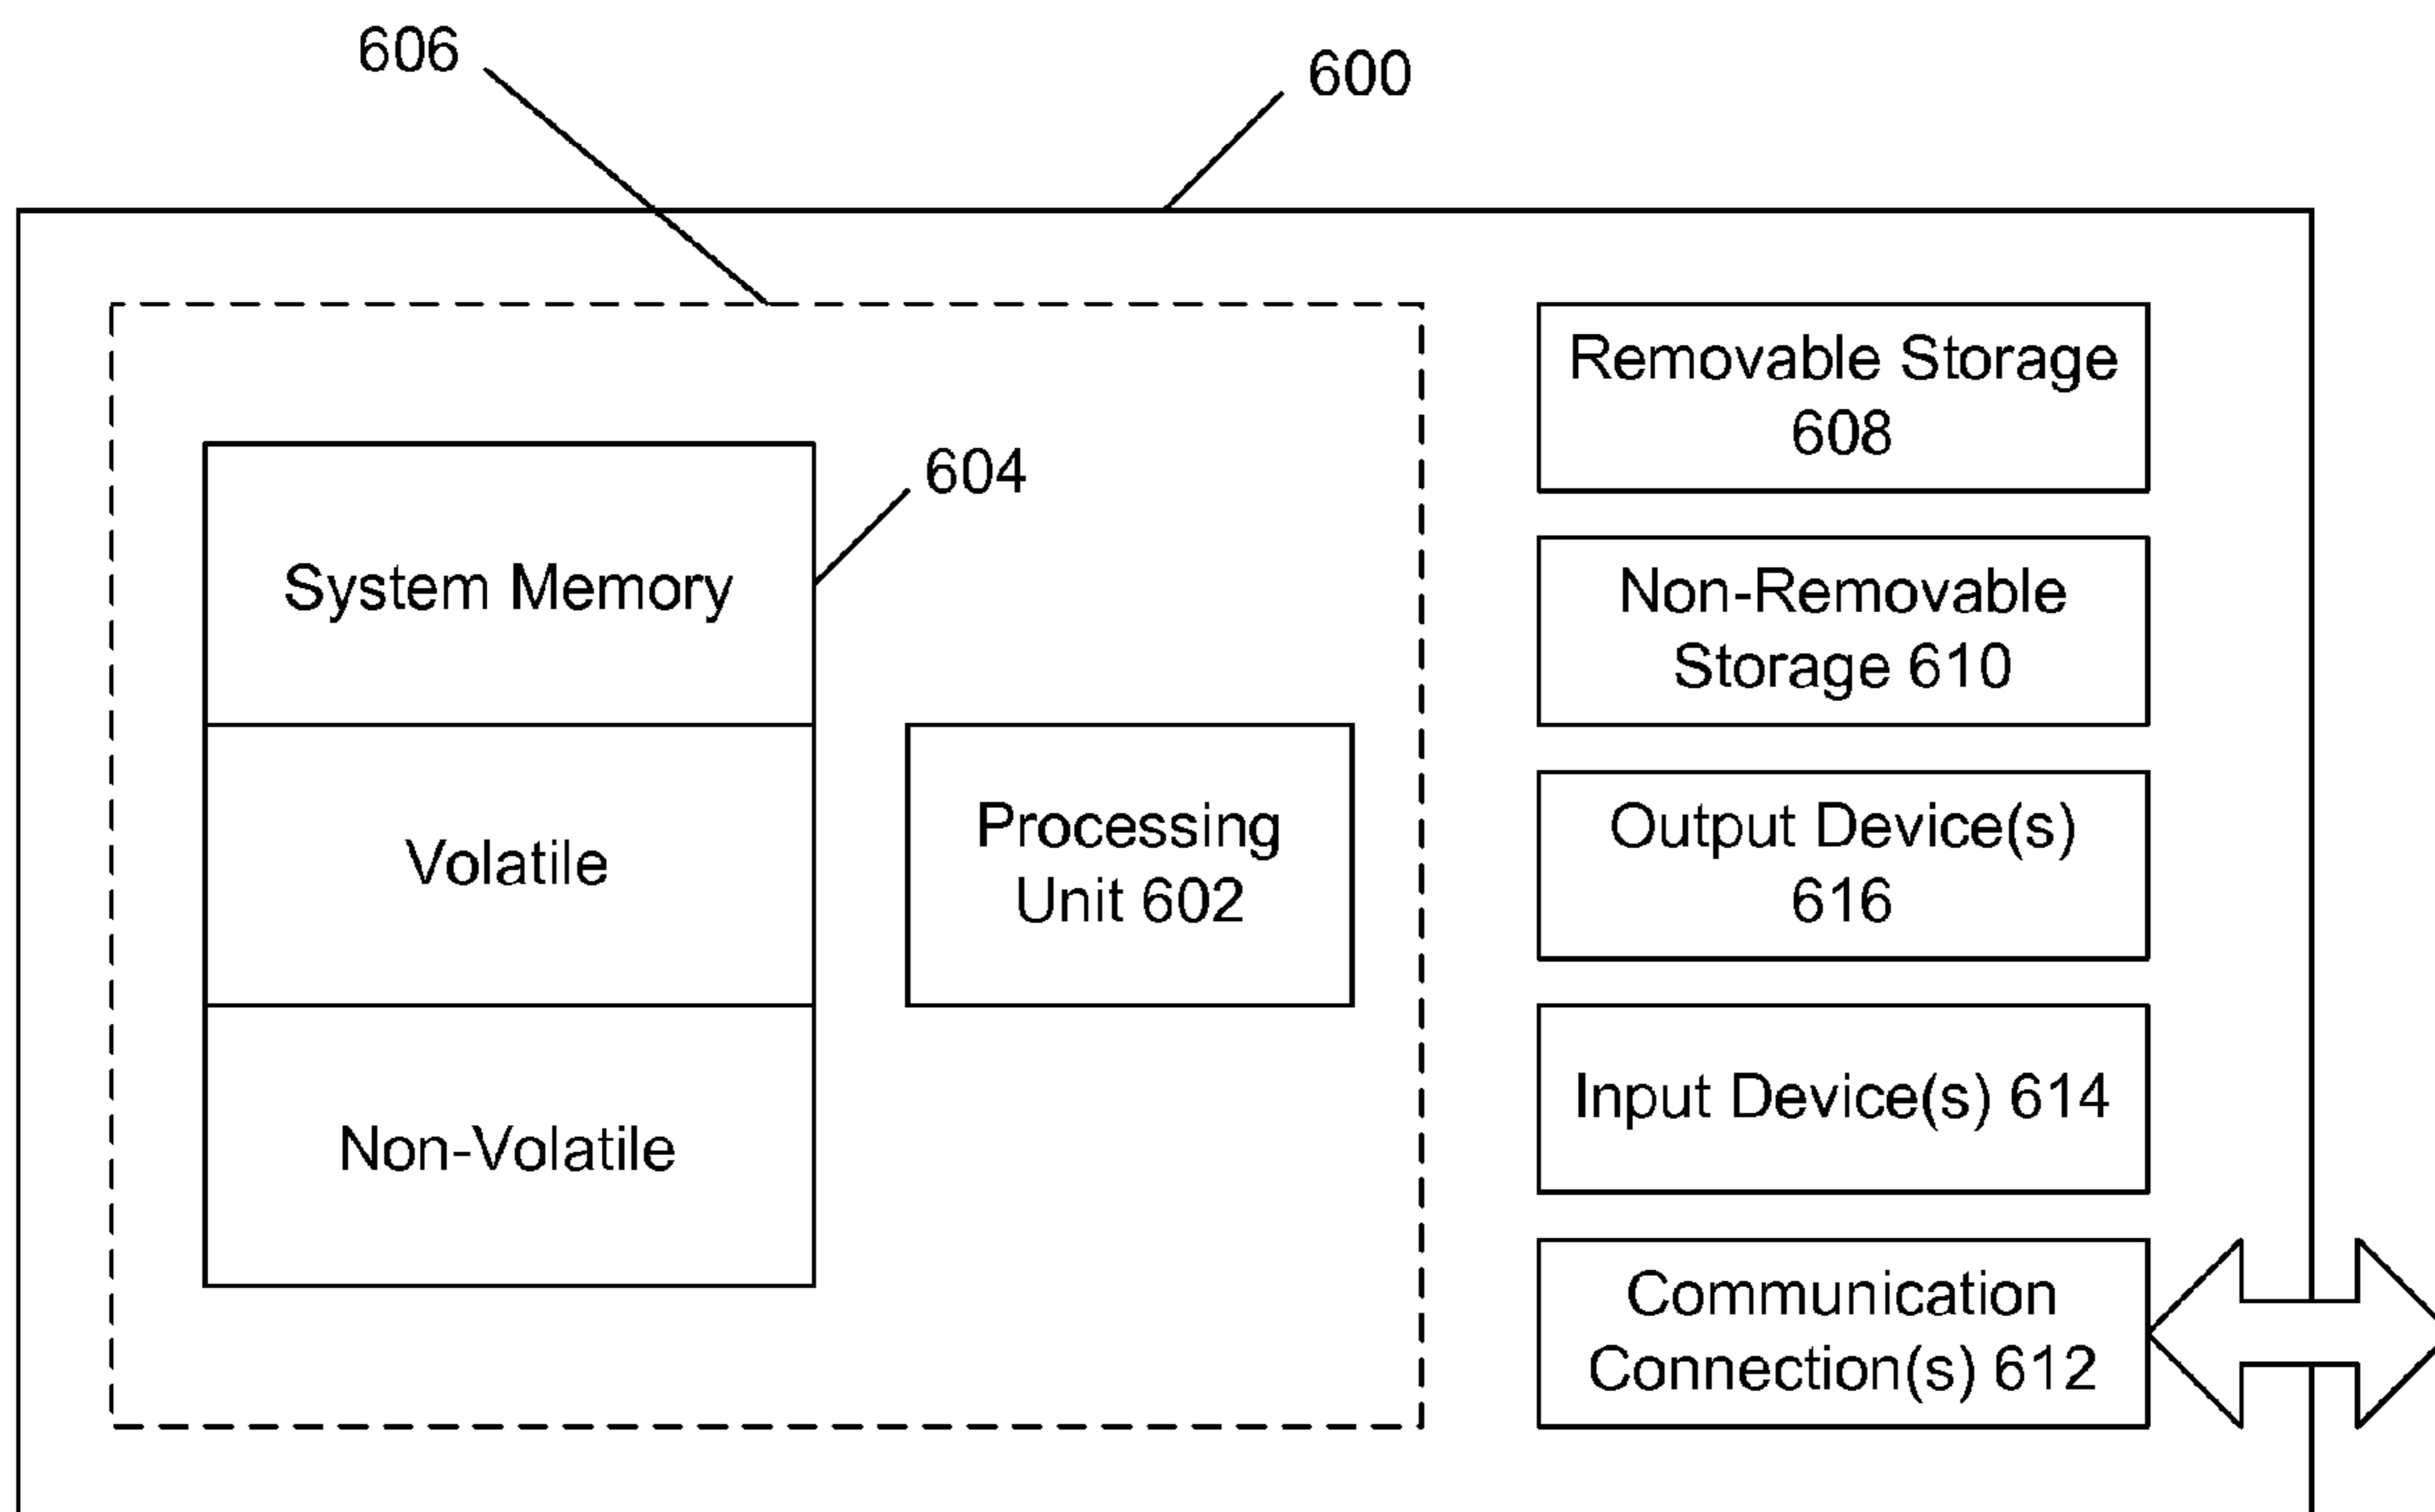 606
600
604
System Memory
Volatile
Non-Volatile
Processing
Unit 602
Removable Storage
608
Non-Removable
Storage 610
Output Device(s)
616
Input Device(s) 614
Communication
Connection(s) 612